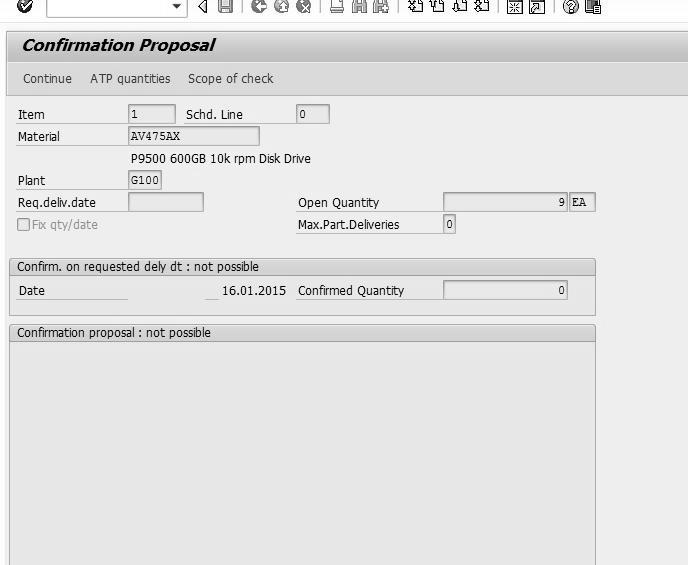 Confirmation Proposal
Continue ATP quantities Scope of check
Item 1 Schd. Line 0
Material AV475AX
P9500 600GB 10k rpm Disk Drive
Plant G100
Req.deliv.date Open Quantity 9 EA
Fix qty/date Max.Part.Deliveries 0
Confirm. on requested dely dt : not possible
Date 16.01.2015 Confirmed Quantity 0
Confirmation proposal : not possible